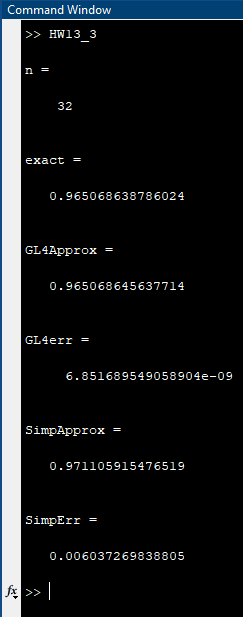 Command Window
>> HW13_3
n =
32
exact =
0.965068638786024
GL4Approx =
0.965068645637714
GL4err =
6.851689549058904e-09
SimpApprox =
0.971105915476519
SimpErr =
0.006037269838805
fx >>